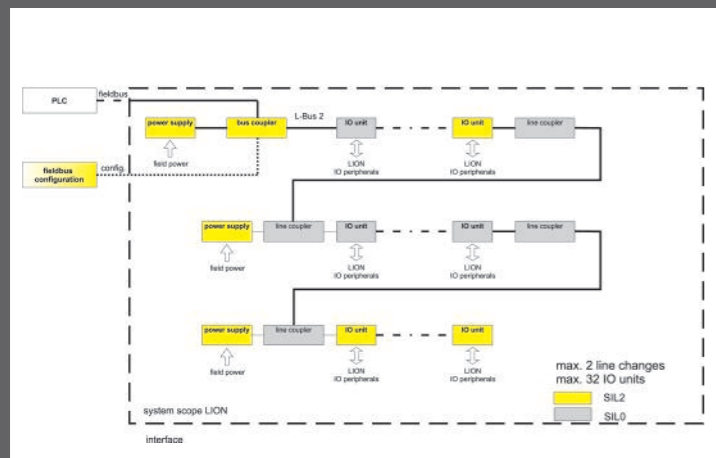 fieldbus
PLC
L-Bus 2
power supply
bus coupler
IO unit
IO unit
line coupler
field power
LION
IO peripherals
LION
IO peripherals
config.
fieldbus
configuration
power supply
line coupler
IO unit
IO unit
line coupler
field power
LION
IO peripherals
LION
IO peripherals
power supply
line coupler
IO unit
IO unit
field power
LION
IO peripherals
LION
IO peripherals
max. 2 line changes
max. 32 IO units
SIL2
SIL0
system scope LION
interface